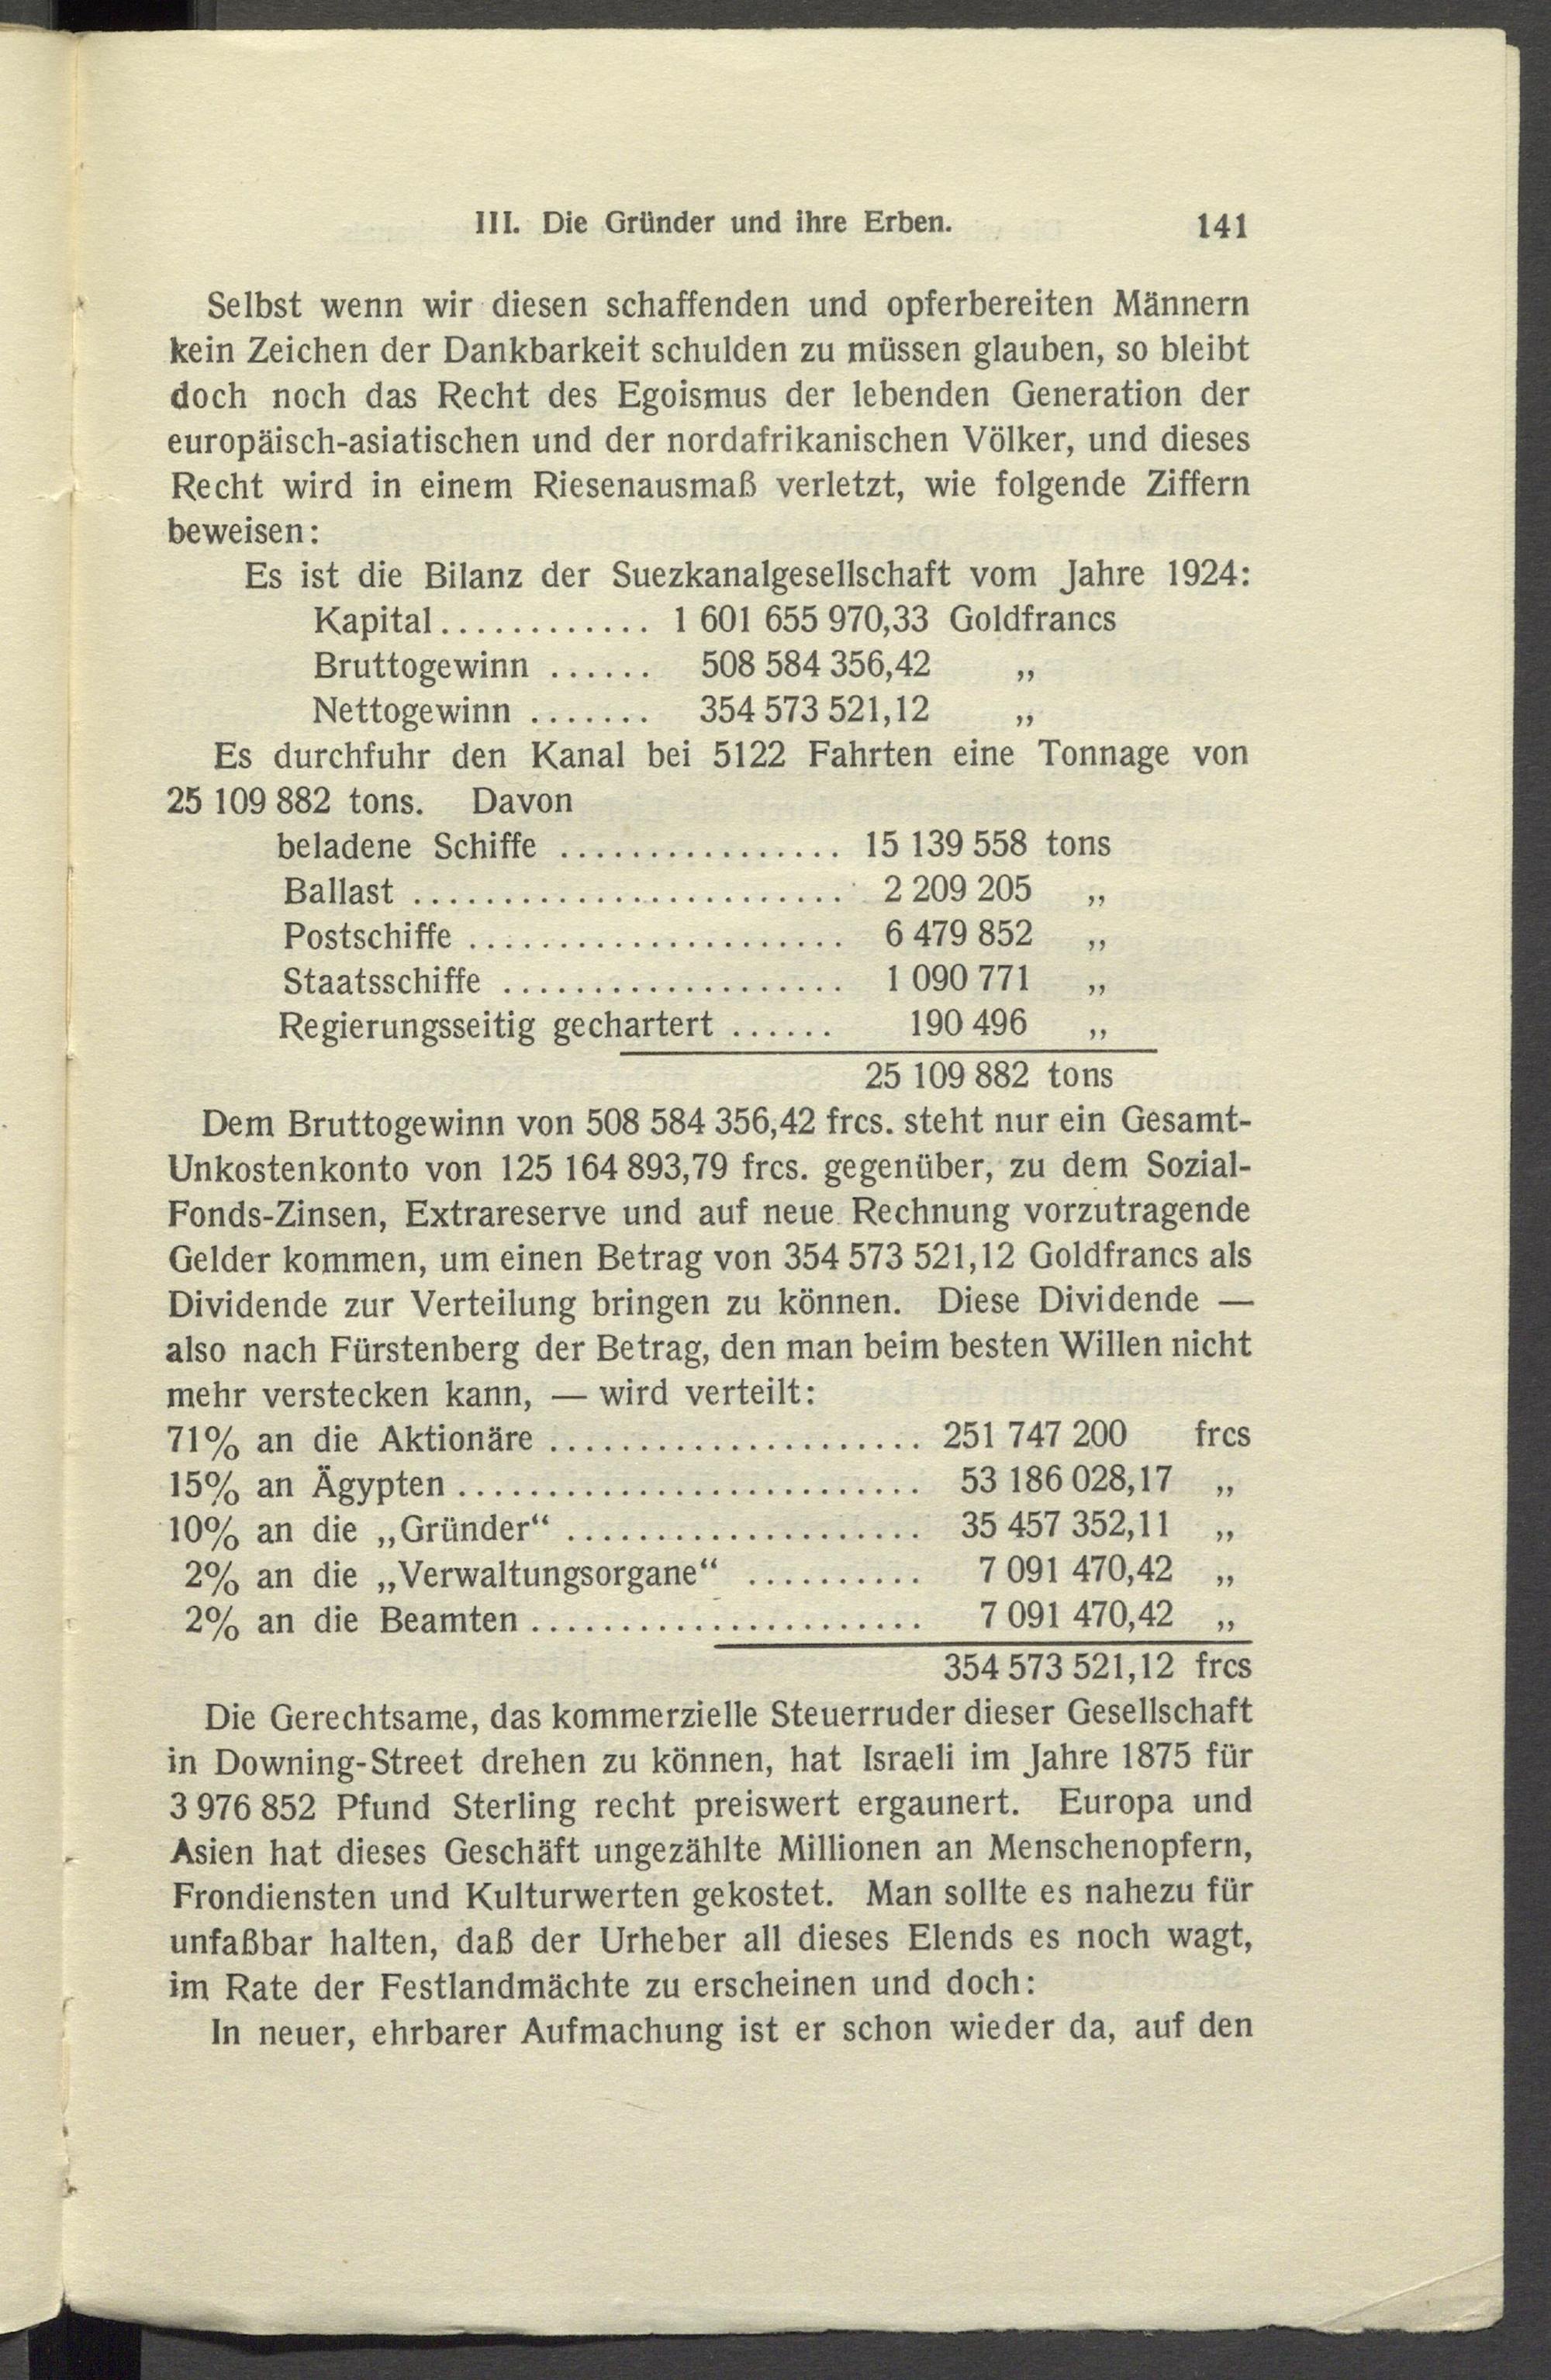 III. Die Gründer und ihre Erben. 141
Selbst wenn wir diesen schaffenden und opferbereiten Männern
kein Zeichen der Dankbarkeit schulden zu müssen glauben, so bleibt
doch noch das Recht des Egoismus der lebenden Generation der
europäisch-asiatischen und der nordafrikanischen Völker, und dieses
Recht wird in einem Riesenausmaß verletzt, wie folgende Ziffern
beweisen:
Es ist die Bilanz der Suezkanalgesellschaft vom Jahre 1924:
Kapital............ 1 601 655 970,33 Goldfrancs
Bruttogewinn ...... 508 584 356,42 „
Nettogewinn ....... 354 573 521,12 „
Es durchfuhr den Kanal bei 5122 Fahrten eine Tonnage von
25 109 882 tons. Davon
beladene Schiffe ................ 15 139 558 tons
Ballast ........................ 2 209 205 „
Postschiffe ..................... 6 479 852 „
Staatsschiffe ................... 1 090 771 „
Regierungsseitig gechartert ...... 190 496 „
25 109 882 tons
Dem Bruttogewinn von 508 584 356,42 frcs. steht nur ein Gesamt-
Unkostenkonto von 125 164 893,79 frcs. gegenüber, zu dem Sozial-
Fonds-Zinsen, Extrareserve und auf neue Rechnung vorzutragende
Gelder kommen, um einen Betrag von 354 573 521,12 Goldfrancs als
Dividende zur Verteilung bringen zu können. Diese Dividende —
also nach Fürstenberg der Betrag, den man beim besten Willen nicht
mehr verstecken kann, — wird verteilt:
71% an die Aktionäre ..................... 251 747 200 frcs
15% an Ägypten .......................... 53 186 028,17 „
10% an die „Gründer“ .................... 35 457 352,11 „
2% an die „Verwaltungsorgane“ .......... 7 091 470,42 „
2% an die Beamten ...................... 7 091 470,42 „
354 573 521,12 frcs
Die Gerechtsame, das kommerzielle Steuerruder dieser Gesellschaft
in Downing-Street drehen zu können, hat Israeli im Jahre 1875 für
3 976 852 Pfund Sterling recht preiswert ergaunert. Europa und
Asien hat dieses Geschäft ungezählte Millionen an Menschenopfern,
Frondiensten und Kulturwerten gekostet. Man sollte es nahezu für
unfaßbar halten, daß der Urheber all dieses Elends es noch wagt,
im Rate der Festlandmächte zu erscheinen und doch:
In neuer, ehrbarer Aufmachung ist er schon wieder da, auf den